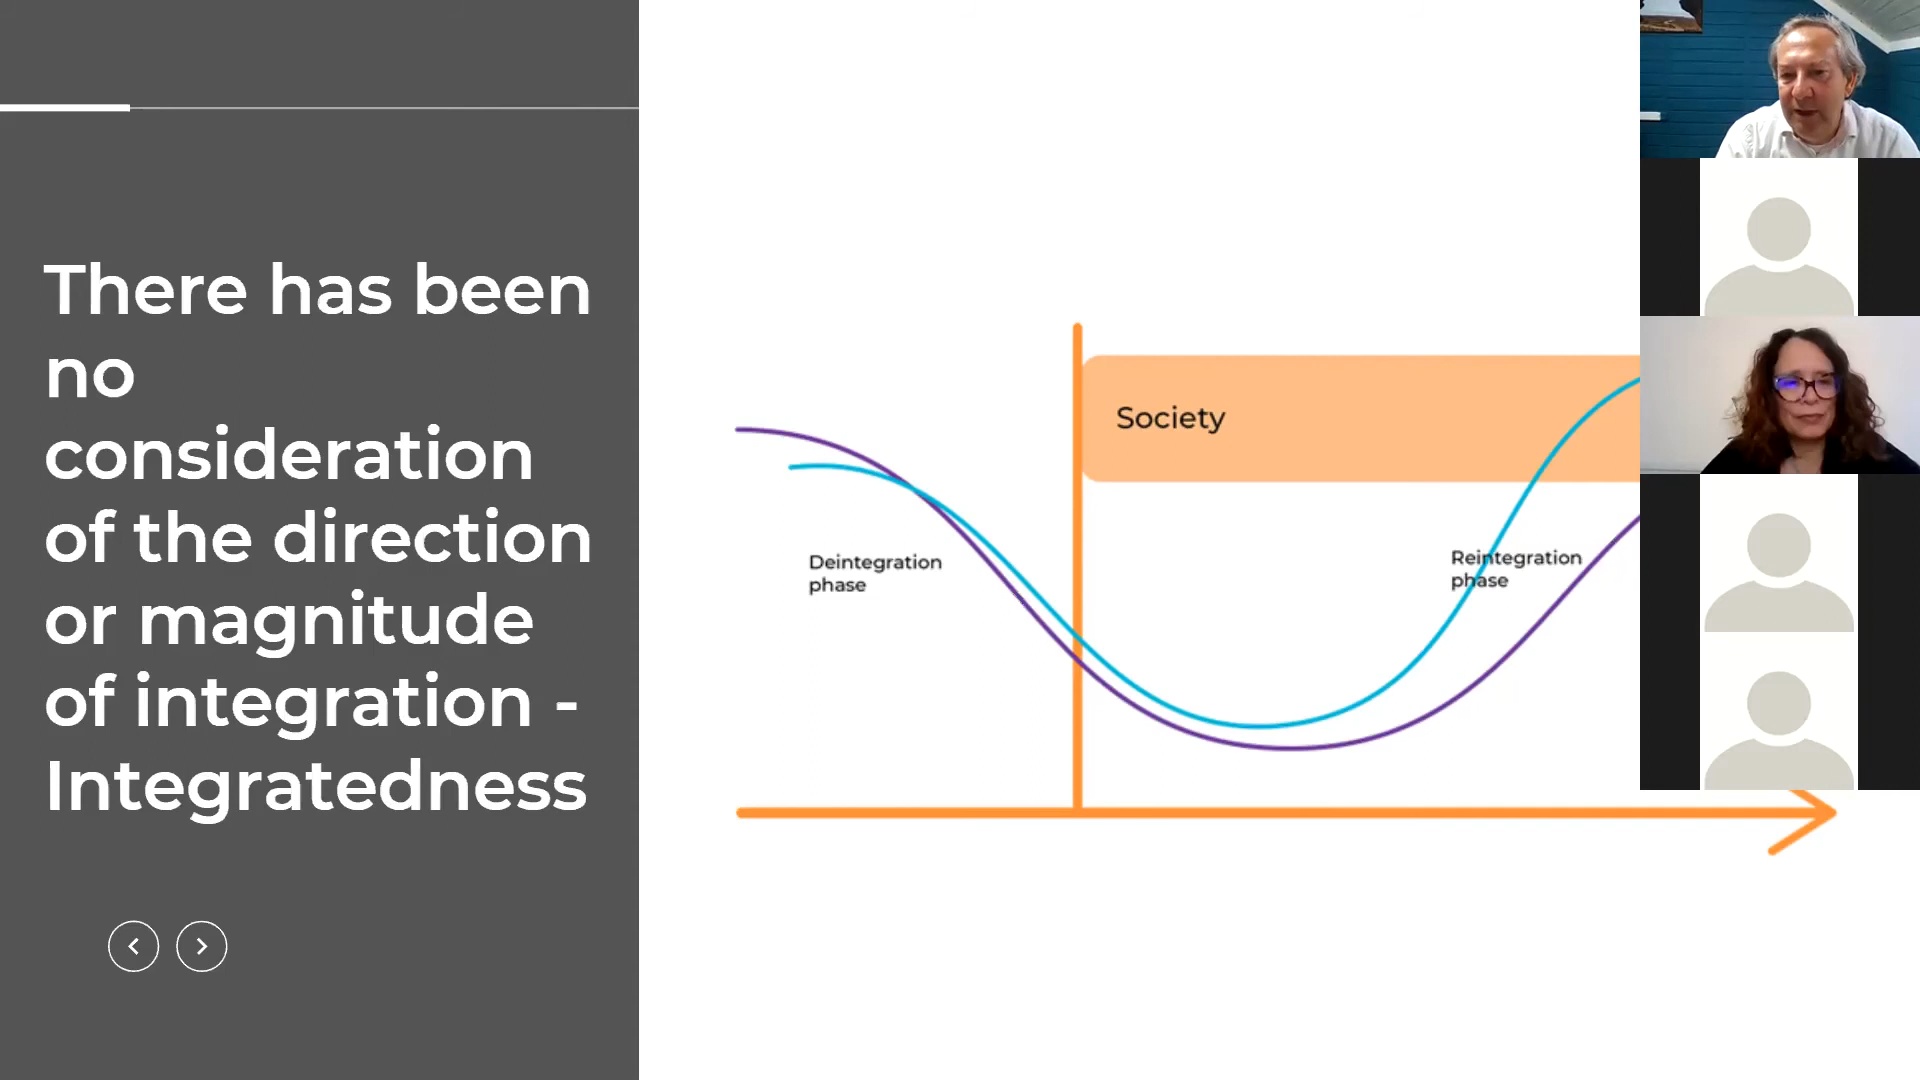 There has been
no
consideration
of the direction
or magnitude
of integration -
Integratedness
Society
Deintegration
phase
Reintegration
phase